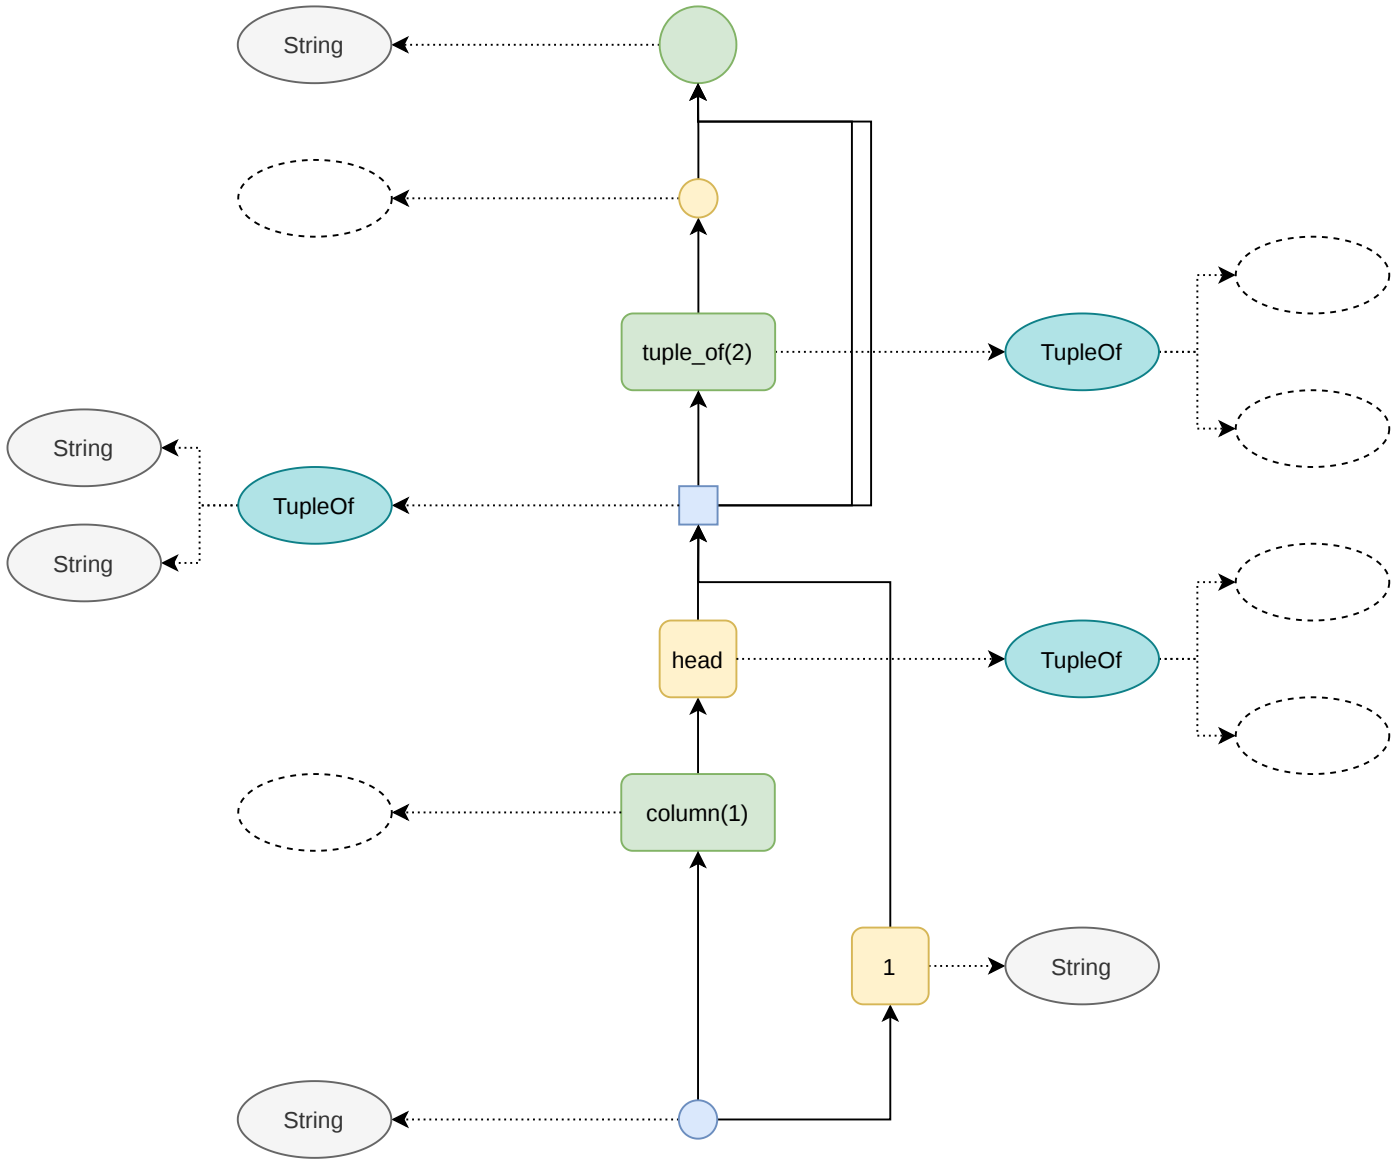 String
tuple_of(2)
TupleOf
String
TupleOf
String
head
TupleOf
column(1)
1
String
String